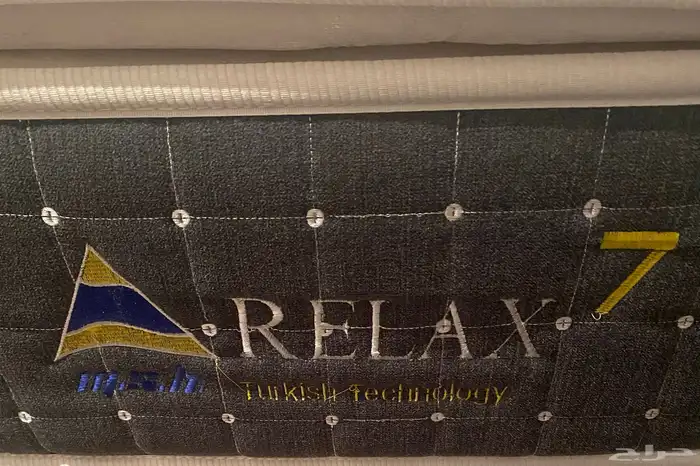 7
RELAX
m.s.h
Turkish Technology
حراج